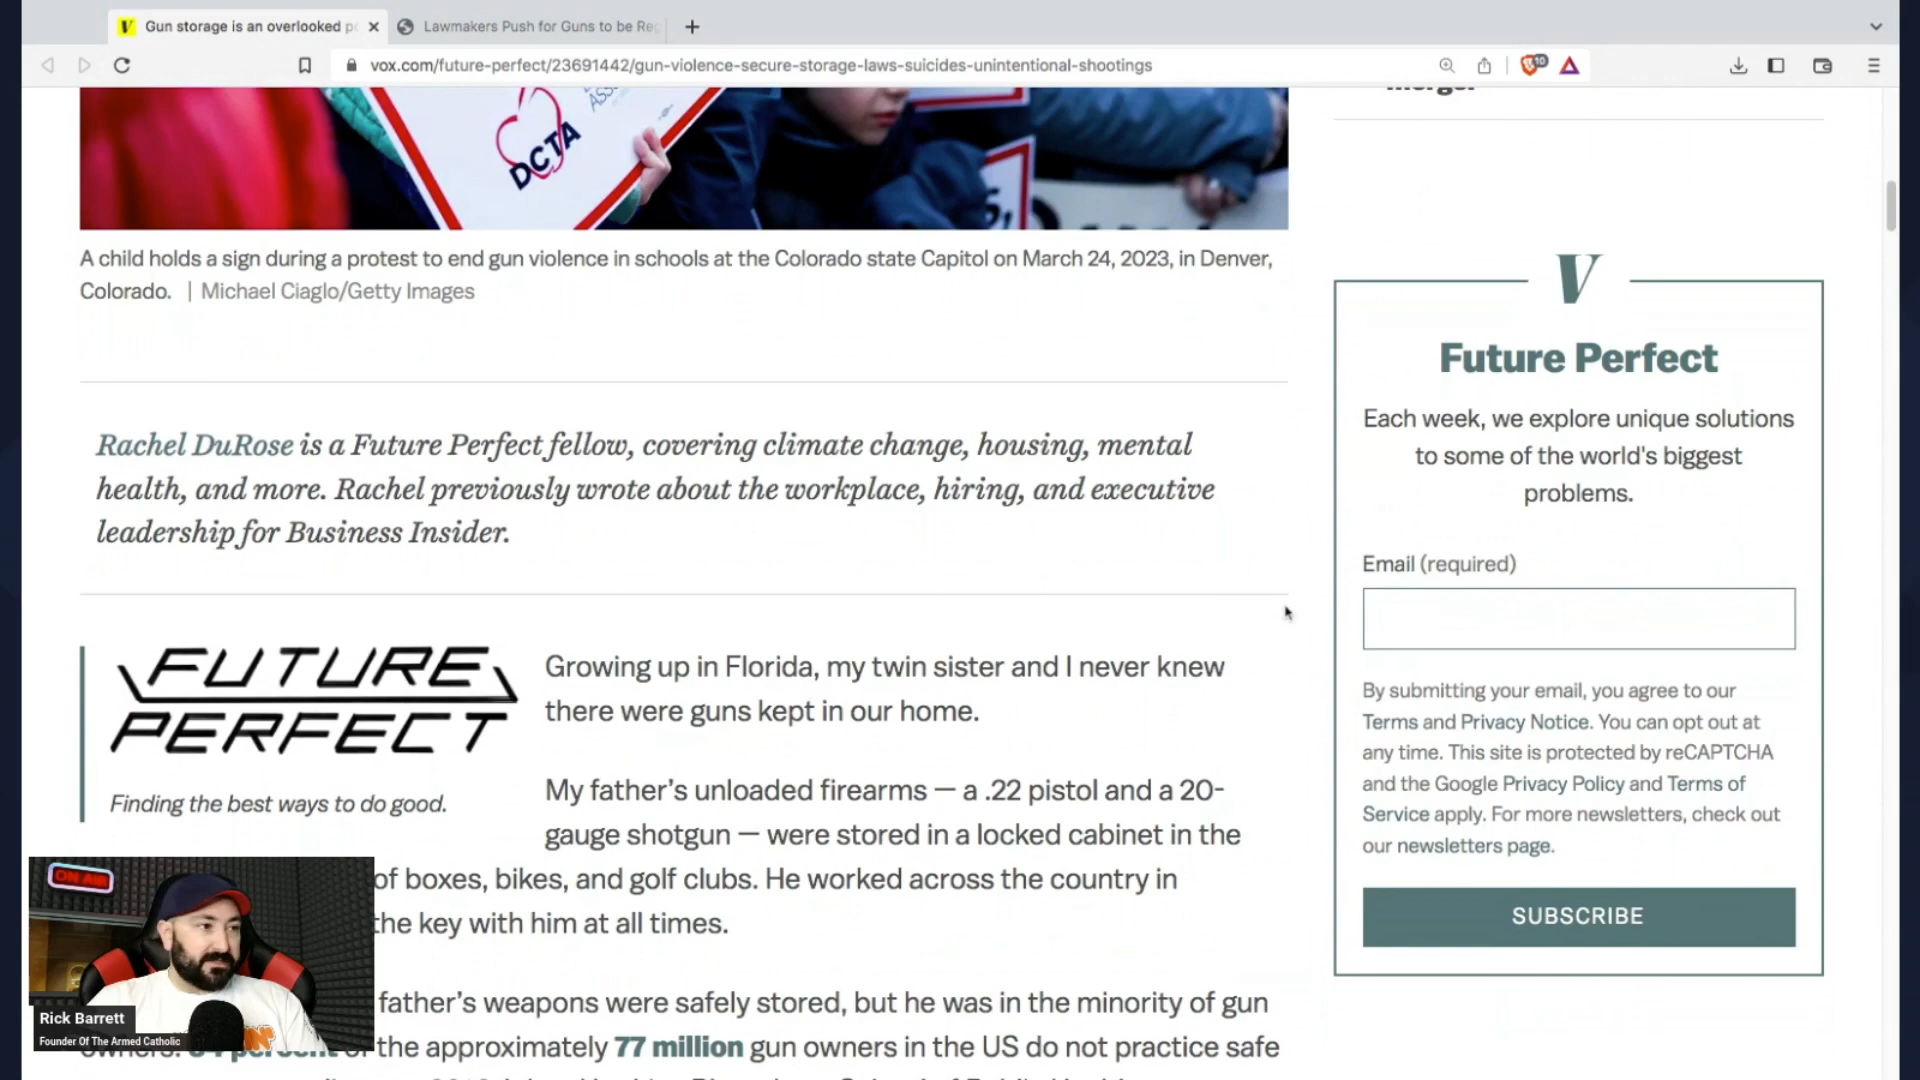 Gun storage is an overlooked
Lawmakers Push for Guns to be Re
vox.com/future-perfect/23691442/gun-violence-secure-storage-laws-suicides-unintentional-shootings
10
merger
DCTA
A child holds a sign during a protest to end gun violence in schools at the Colorado state Capitol on March 24, 2023, in Denver,
Colorado. | Michael Ciaglo/Getty Images
Rachel DuRose is a Future Perfect fellow, covering climate change, housing, mental
health, and more. Rachel previously wrote about the workplace, hiring, and executive
leadership for Business Insider.
FUTURE
PERFECT
Finding the best ways to do good.
Growing up in Florida, my twin sister and I never knew
there were guns kept in our home.
My father’s unloaded firearms — a .22 pistol and a 20-
gauge shotgun — were stored in a locked cabinet in the
of boxes, bikes, and golf clubs. He worked across the country in
the key with him at all times.
father’s weapons were safely stored, but he was in the minority of gun
the approximately 77 million gun owners in the US do not practice safe
V
Future Perfect
Each week, we explore unique solutions
to some of the world's biggest
problems.
Email (required)
By submitting your email, you agree to our
Terms and Privacy Notice. You can opt out at
any time. This site is protected by reCAPTCHA
and the Google Privacy Policy and Terms of
Service apply. For more newsletters, check out
our newsletters page.
SUBSCRIBE
ON AIR
Rick Barrett
Founder Of The Armed Catholic